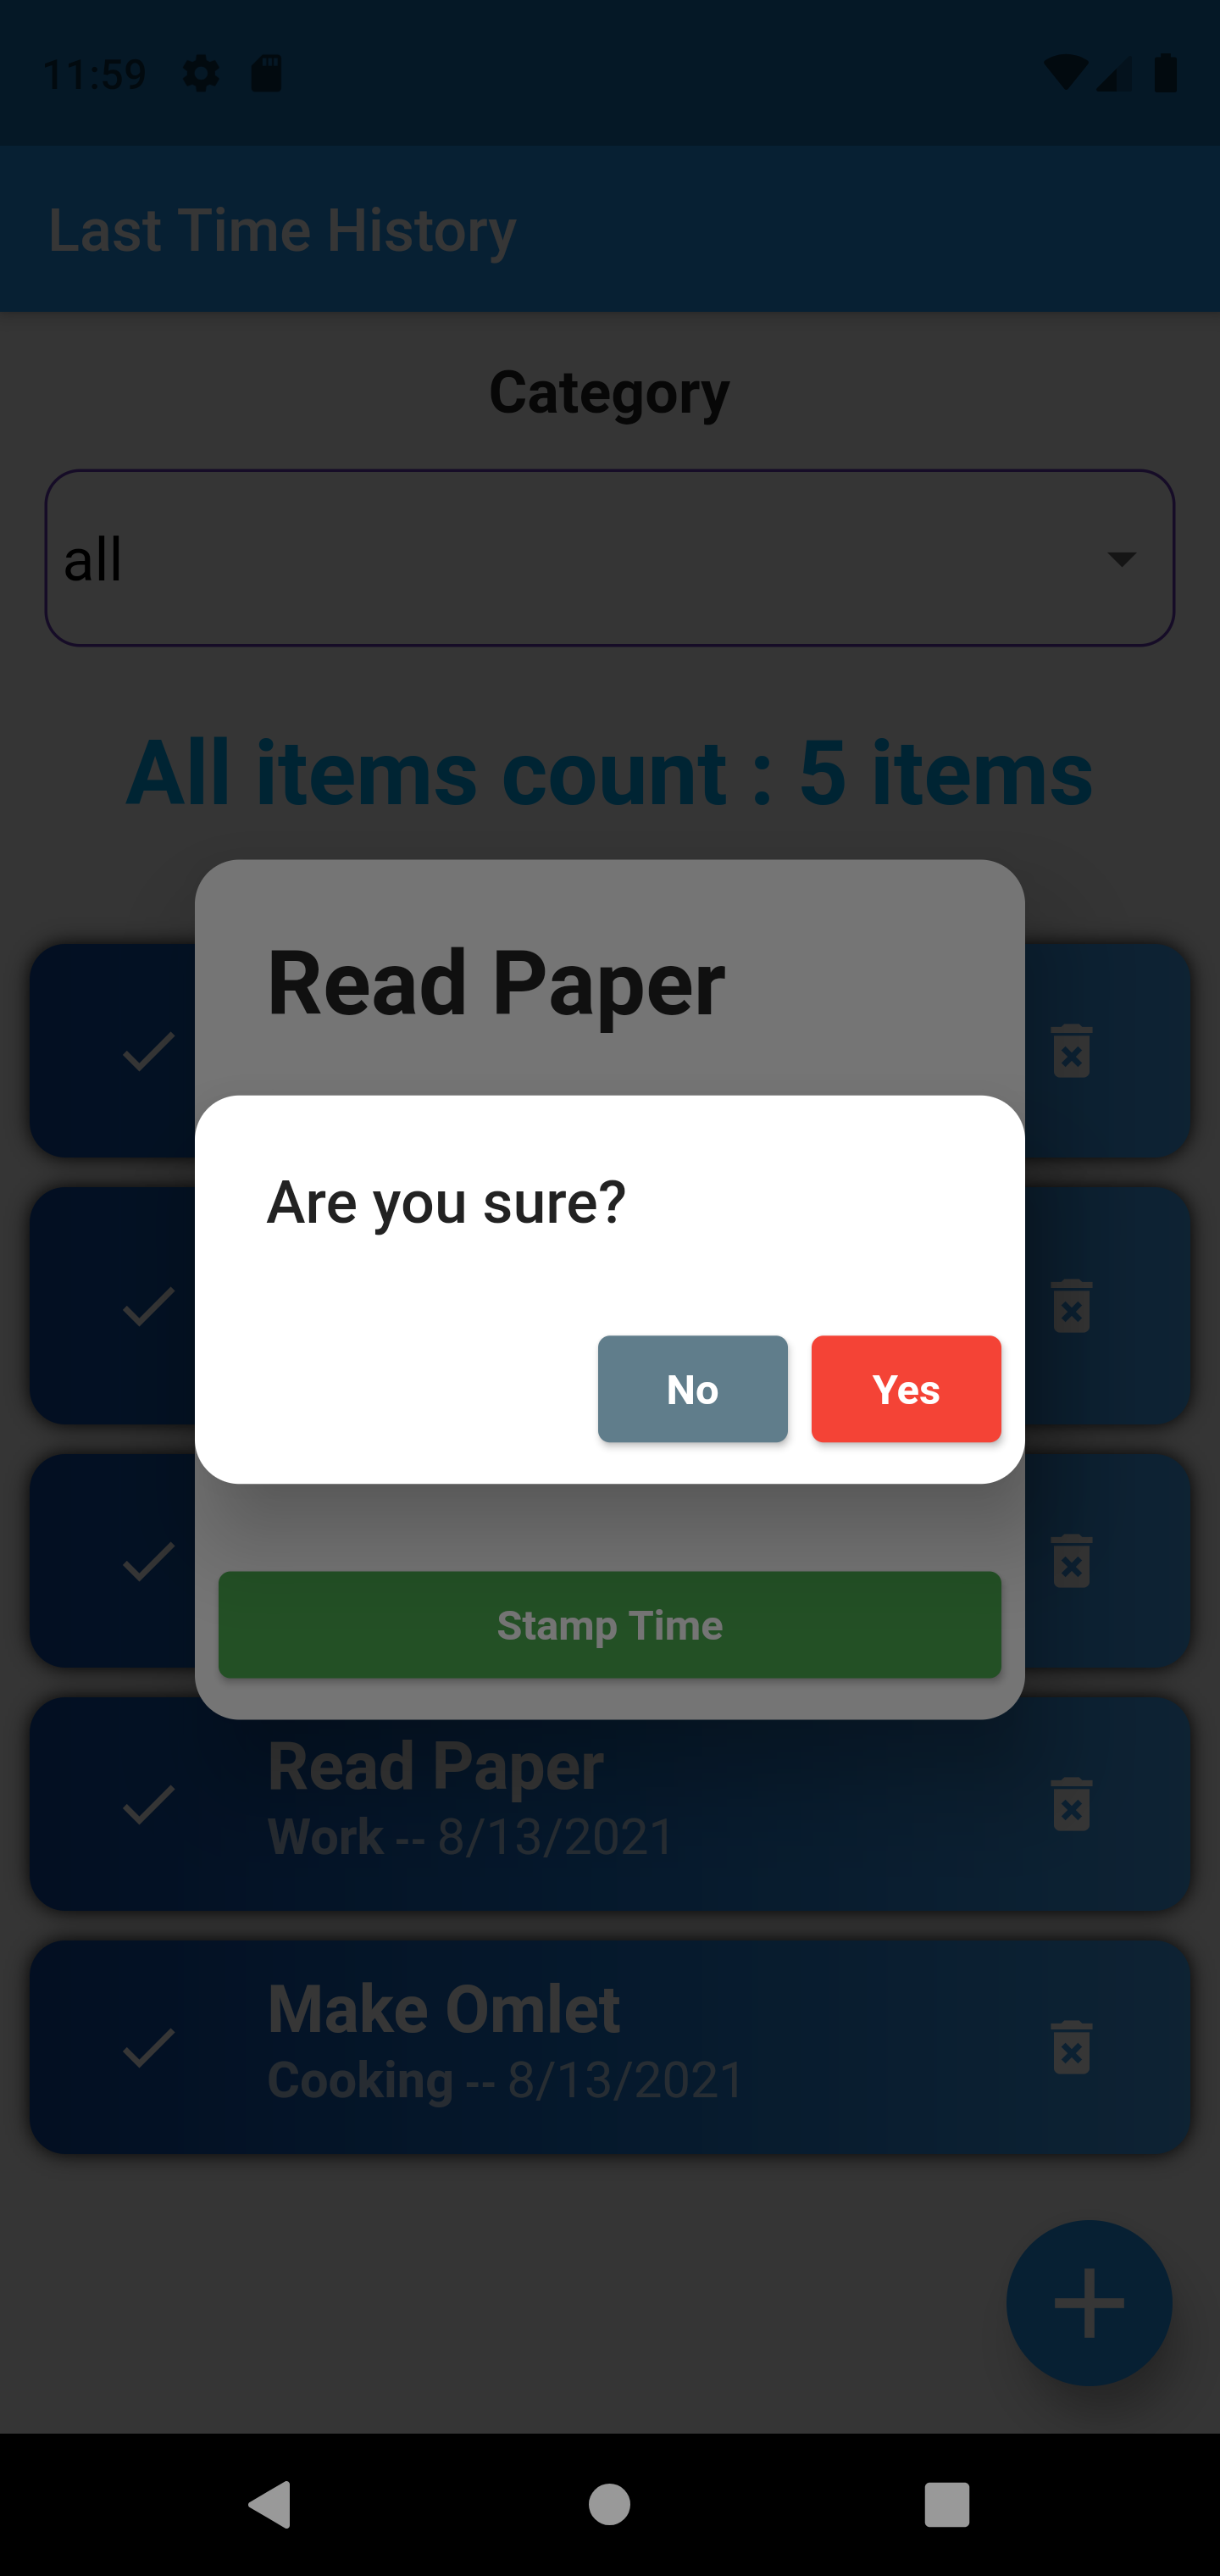 11:59
Last Time History
Category
all
All items count : 5 items
Read Paper
Are you sure?
No Yes
Stamp Time
Read Paper
Work -- 8/13/2021
Make Omlet
Cooking -- 8/13/2021